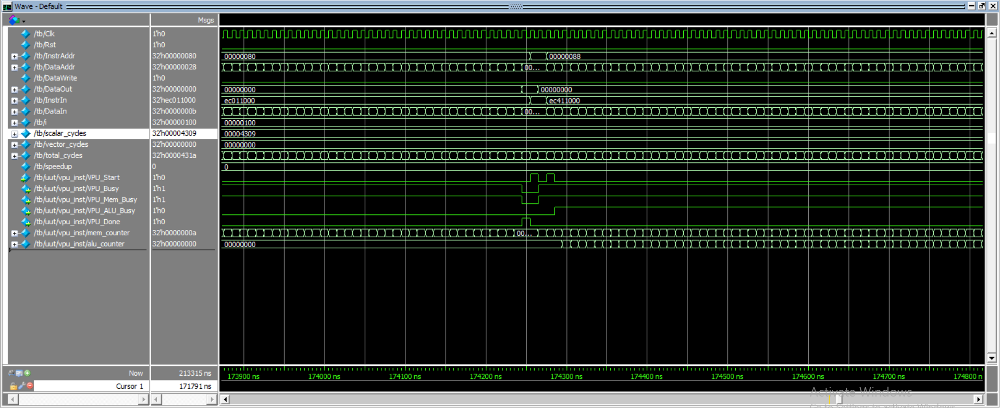 Wave - Default
Msgs
/tb/Clk 1'h0
/tb/Rst 1'h0
/tb/InstrAddr 32'h00000080 00000080 00000088
/tb/DataAddr 32'h00000028 00...
/tb/DataWrite 1'h0
/tb/DataOut 32'h00000000 00000000 00000000
/tb/InstrIn 32'hec011000 ec011000 ec411000
/tb/DataIn 32'h0000000b 00...
/tb/i 32'h00000100 00000100
/tb/scalar_cycles 32'h00004309 00004309
/tb/vector_cycles 32'h00000000 00000000
/tb/total_cycles 32'h0000431a
/tb/speedup 0 0
/tb/uut/vpu_inst/VPU_Start 1'h0
/tb/uut/vpu_inst/VPU_Busy 1'h1
/tb/uut/vpu_inst/VPU_Mem_Busy 1'h1
/tb/uut/vpu_inst/VPU_ALU_Busy 1'h0
/tb/uut/vpu_inst/VPU_Done 1'h0
/tb/uut/vpu_inst/mem_counter 32'h0000000a 00...
/tb/uut/vpu_inst/alu_counter 32'h00000000 00000000
Now 213315 ns 173900 ns 174000 ns 174100 ns 174200 ns 174300 ns 174400 ns 174500 ns 174600 ns 174700 ns 174800 n
Cursor 1 171791 ns
Activate Windows
Go to Settings to activate Windows